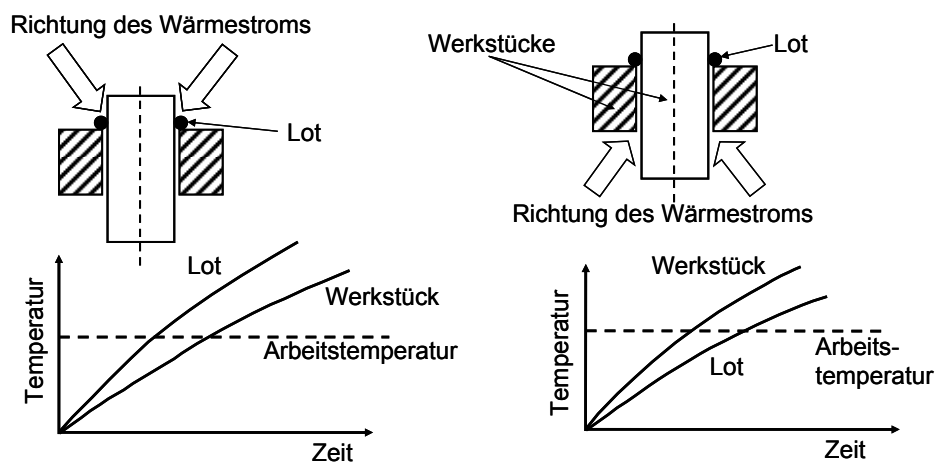 Richtung des Wärmestroms
Lot
Temperatur
Lot
Werkstück
Arbeitstemperatur
Zeit
Werkstücke
Lot
Richtung des Wärmestroms
Temperatur
Werkstück
Lot
Arbeits-
temperatur
Zeit